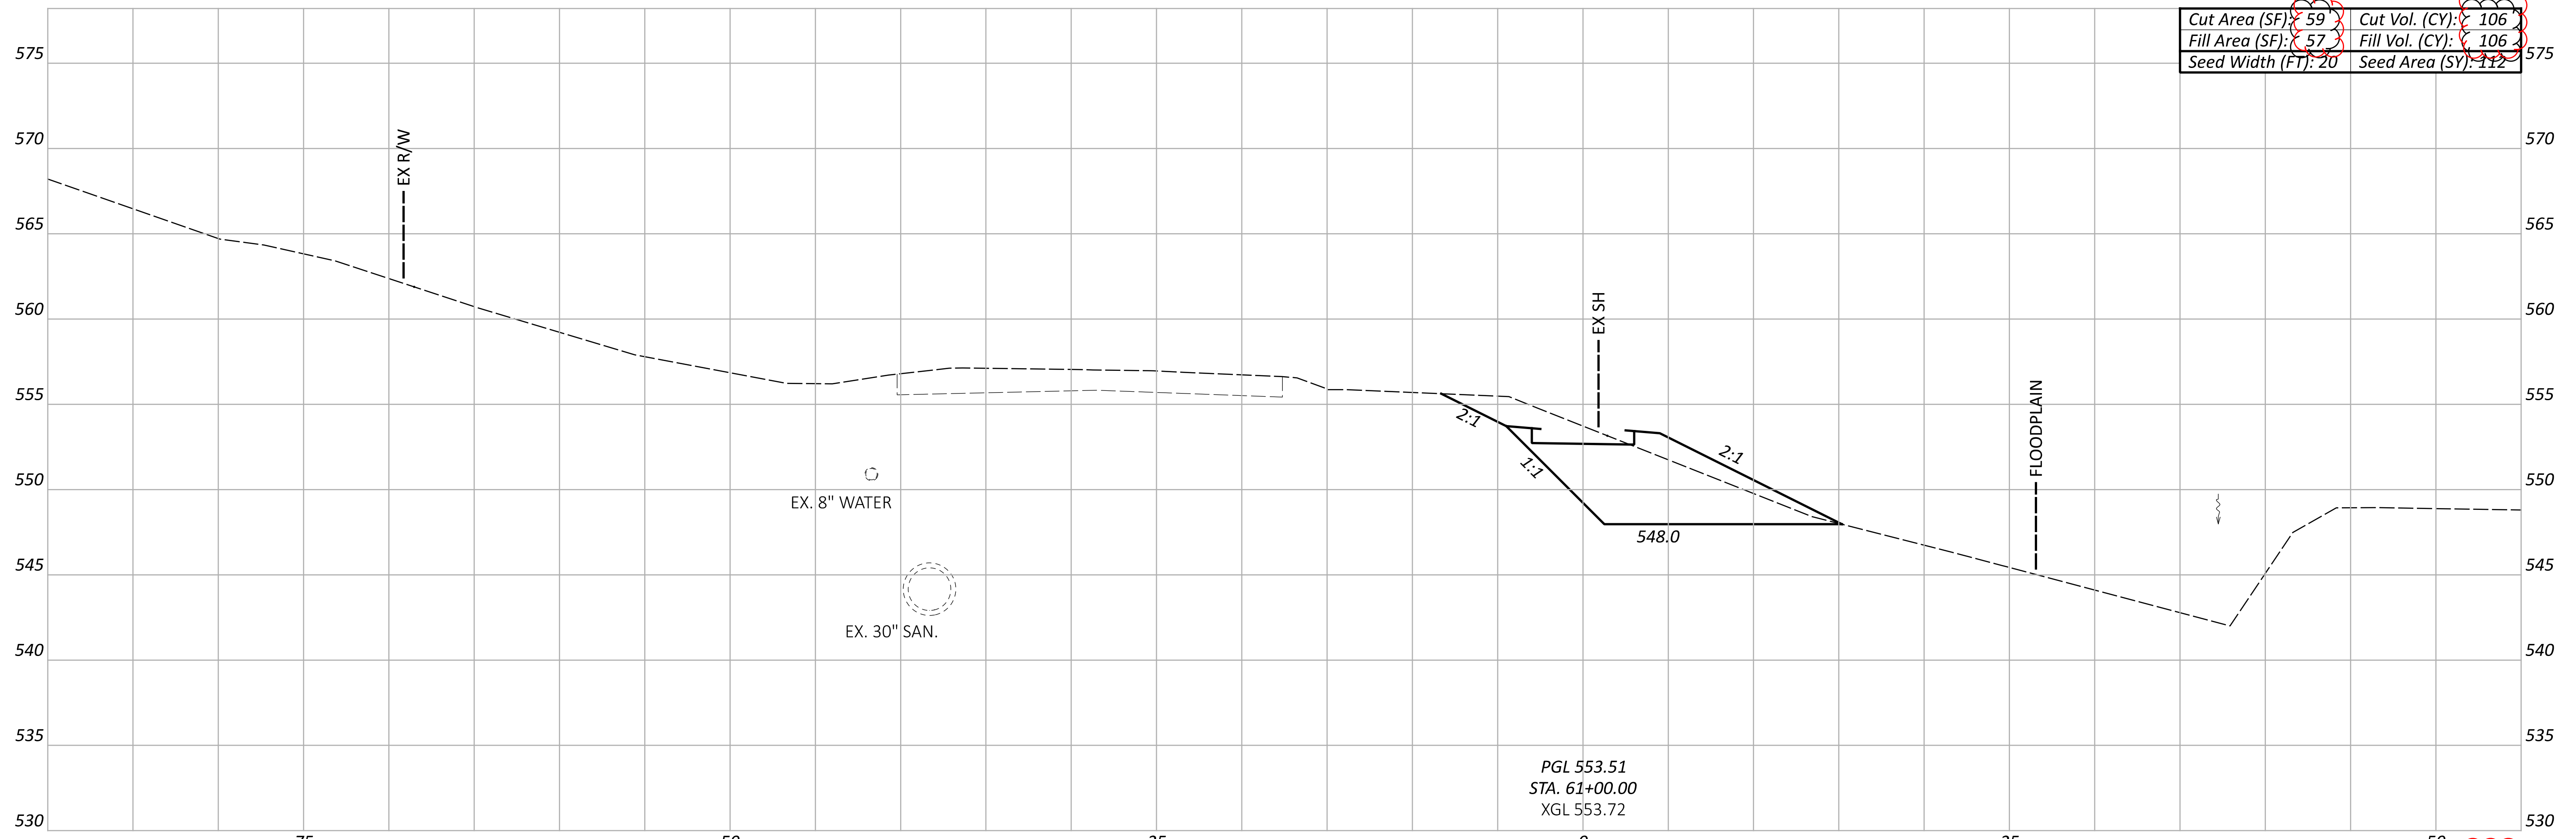 Cut Area (SF): 59 Cut Vol. (CY): 106
Fill Area (SF): 57 Fill Vol. (CY): 106
Seed Width (FT): 20 Seed Area (SY): 112
575 575
570 570
EX R/W
565 565
560 560
EX SH
555 555
2:1
FLOODPLAIN
2:1
1:1
550 550
EX. 8" WATER
548.0
545 545
EX. 30" SAN.
540 540
535 535
PGL 553.51
STA. 61+00.00
XGL 553.72
530 530